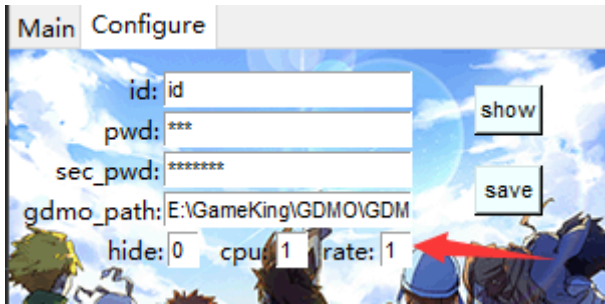 Main Configure
id: id
show
pwd: ***
sec_pwd: *******
save
gdmo_path: E:\GameKing\GDMO\GDM
hide: 0 cpu: 1 rate: 1